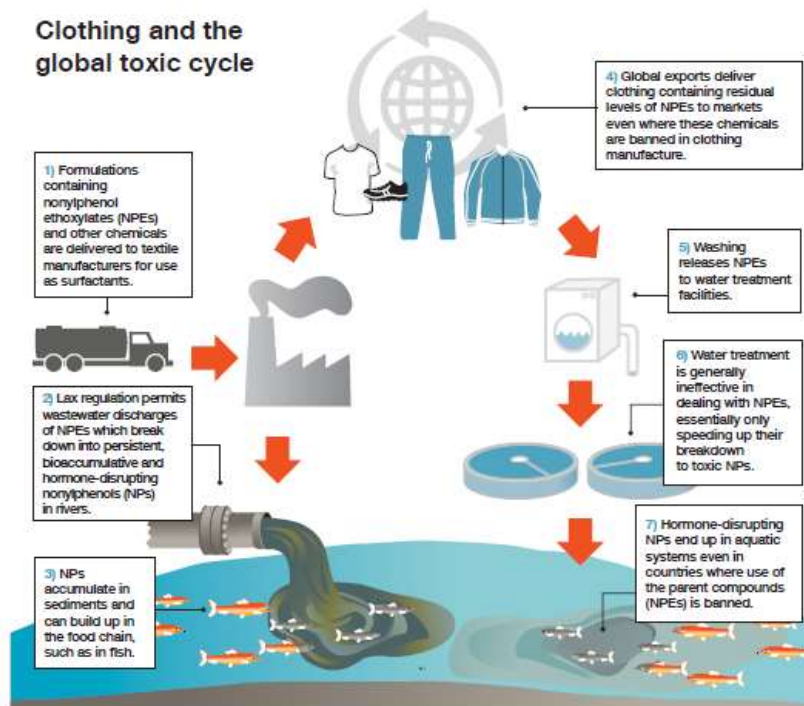 Clothing and the
global toxic cycle
1) Formulations
containing
nonylphenol
ethoxylates (NPEs)
and other chemicals
are delivered to textile
manufacturers for use
as surfactants.
2) Lax regulation permits
wastewater discharges
of NPEs which break
down into persistent,
bioaccumulative and
hormone-disrupting
nonylphenols (NPs)
in rivers.
3) NPs
accumulate in
sediments and
can build up in
the food chain,
such as in fish.
4) Global exports deliver
clothing containing residual
levels of NPEs to markets
even where these chemicals
are banned in clothing
manufacture.
5) Washing
releases NPEs
to water treatment
facilities.
6) Water treatment
is generally
ineffective in
dealing with NPEs,
essentially only
speeding up their
breakdown
to toxic NPs.
7) Hormone-disrupting
NPs end up in aquatic
systems even in
countries where use of
the parent compounds
(NPEs) is banned.